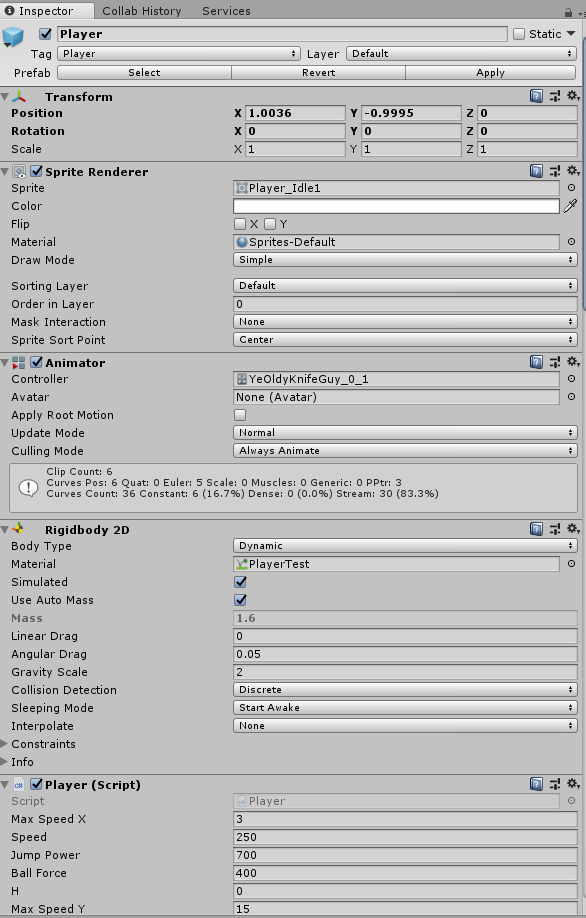 Inspector Collab History Services
Player Static
Tag Player Layer Default
Prefab Select Revert Apply
Transform
Position X 1.0036 Y -0.9995 Z 0
Rotation X 0 Y 0 Z 0
Scale X 1 Y 1 Z 1
Sprite Renderer
Sprite Player_Idle1
Color
Flip X Y
Material Sprites-Default
Draw Mode Simple
Sorting Layer Default
Order in Layer 0
Mask Interaction None
Sprite Sort Point Center
Animator
Controller YeOldyKnifeGuy_0_1
Avatar None (Avatar)
Apply Root Motion
Update Mode Normal
Culling Mode Always Animate
Clip Count: 6
Curves Pos: 6 Quat: 0 Euler: 5 Scale: 0 Muscles: 0 Generic: 0 PPtr: 3
Curves Count: 36 Constant: 6 (16.7%) Dense: 0 (0.0%) Stream: 30 (83.3%)
Rigidbody 2D
Body Type Dynamic
Material PlayerTest
Simulated
Use Auto Mass
Mass 1.6
Linear Drag 0
Angular Drag 0.05
Gravity Scale 2
Collision Detection Discrete
Sleeping Mode Start Awake
Interpolate None
Constraints
Info
Player (Script)
Script Player
Max Speed X 3
Speed 250
Jump Power 700
Ball Force 400
H 0
Max Speed Y 15